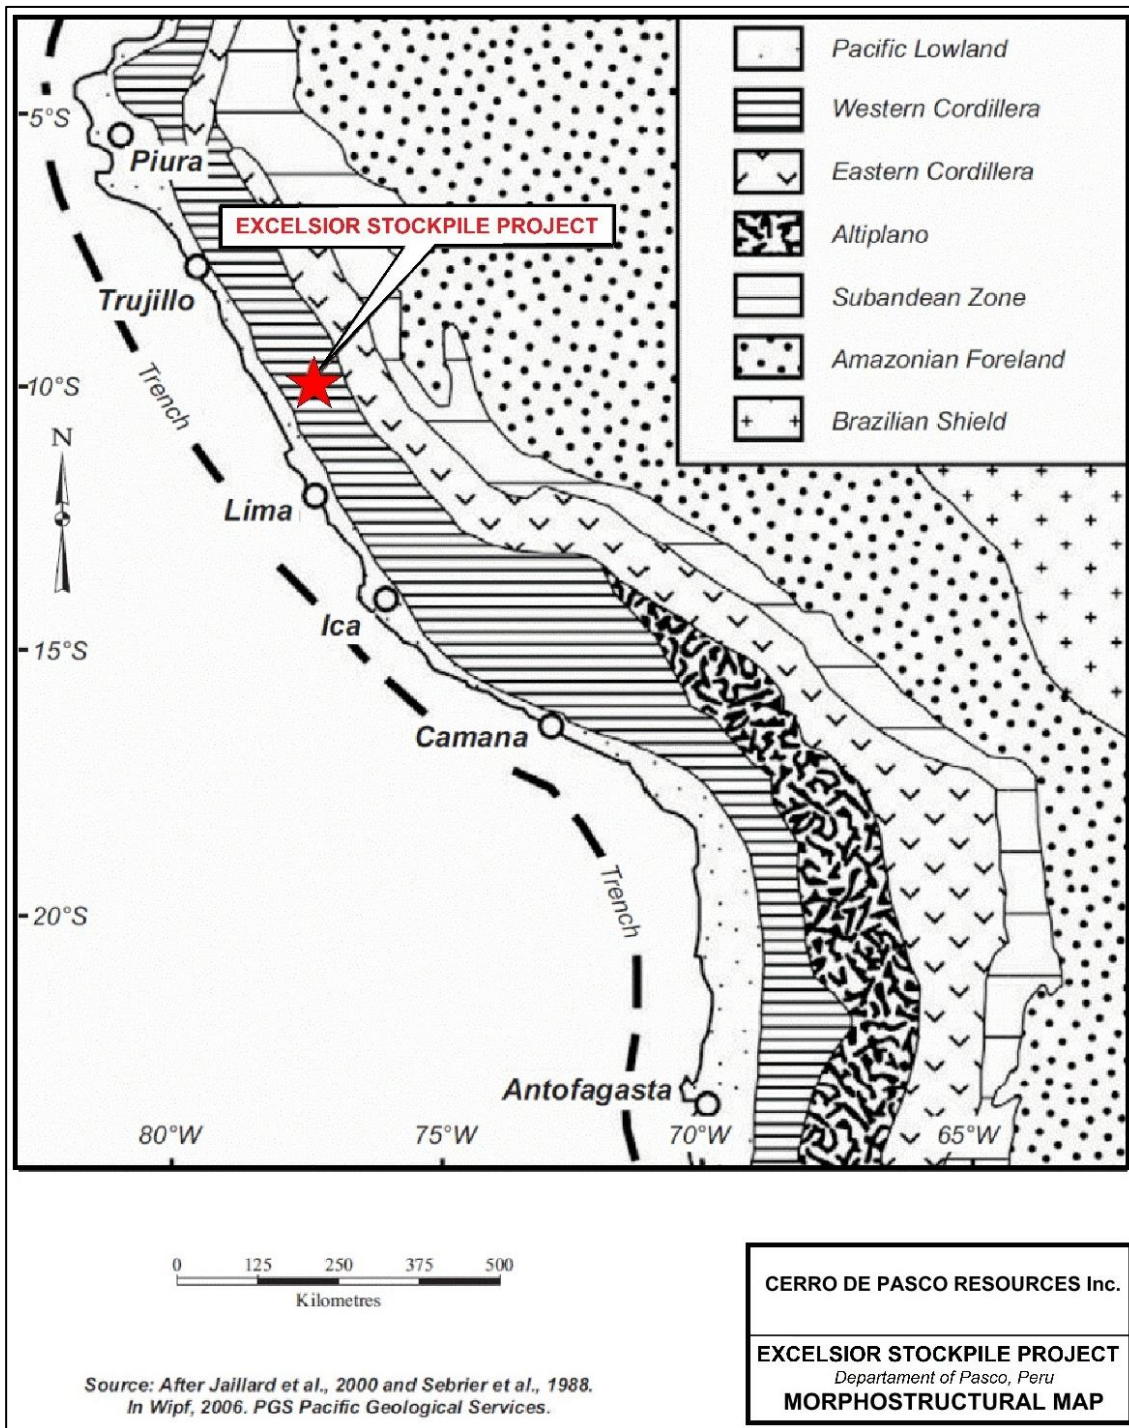 Pacific Lowland
Western Cordillera
Eastern Cordillera
Altiplano
Subandean Zone
Amazonian Foreland
Brazilian Shield
5°S
Piura
EXCELSIOR STOCKPILE PROJECT
Trujillo
Trench
10°S
N
Lima
Ica
15°S
Camana
Trench
20°S
Antofagasta
80°W
75°W
70°W
65°W
0 125 250 375 500
Kilometres
CERRO DE PASCO RESOURCES Inc.
EXCELSIOR STOCKPILE PROJECT
Departament of Pasco, Peru
MORPHOSTRUCTURAL MAP
Source: After Jaillard et al., 2000 and Sebrier et al., 1988.
In Wipf, 2006. PGS Pacific Geological Services.